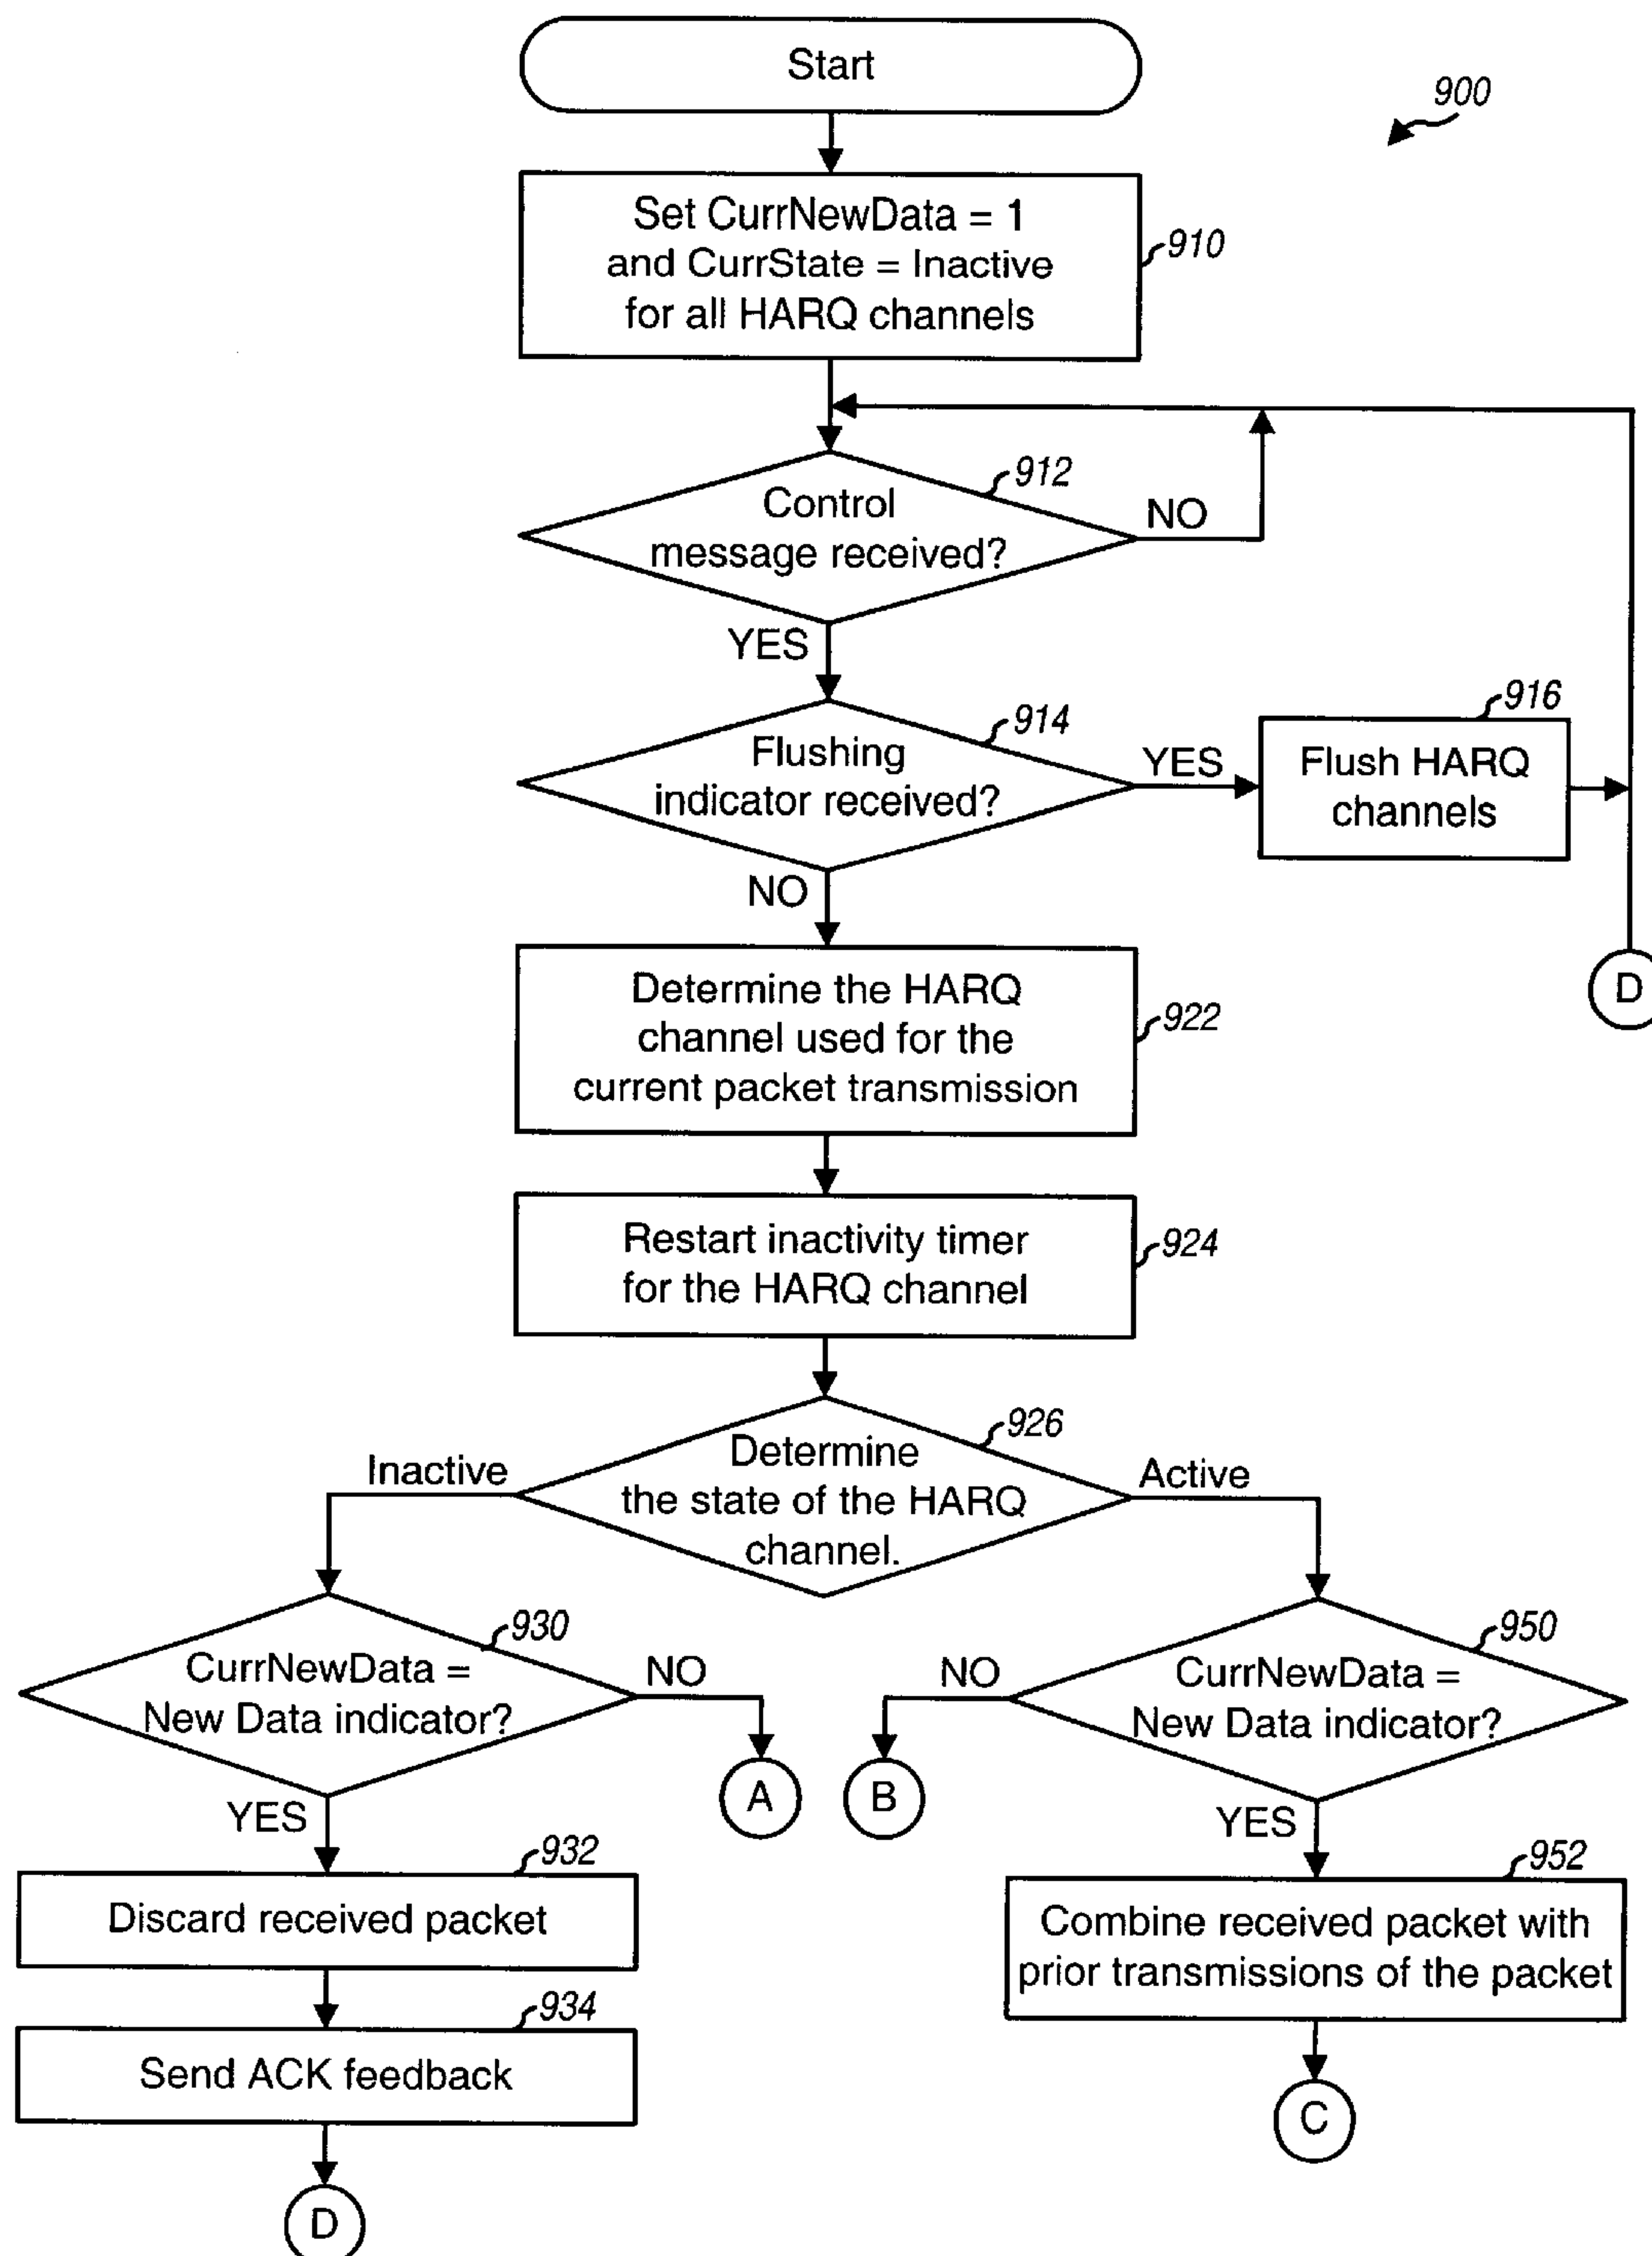 Start
900
Set CurrNewData = 1
and CurrState = Inactive
for all HARQ channels
910
912
Control
message received?
NO
YES
914
Flushing
indicator received?
YES
916
Flush HARQ
channels
NO
D
Determine the HARQ
channel used for the
current packet transmission
922
Restart inactivity timer
for the HARQ channel
924
926
Determine
the state of the HARQ
channel.
Inactive
Active
930
CurrNewData =
New Data indicator?
NO
A
950
CurrNewData =
New Data indicator?
NO
B
YES
932
Discard received packet
934
Send ACK feedback
D
YES
952
Combine received packet with
prior transmissions of the packet
C